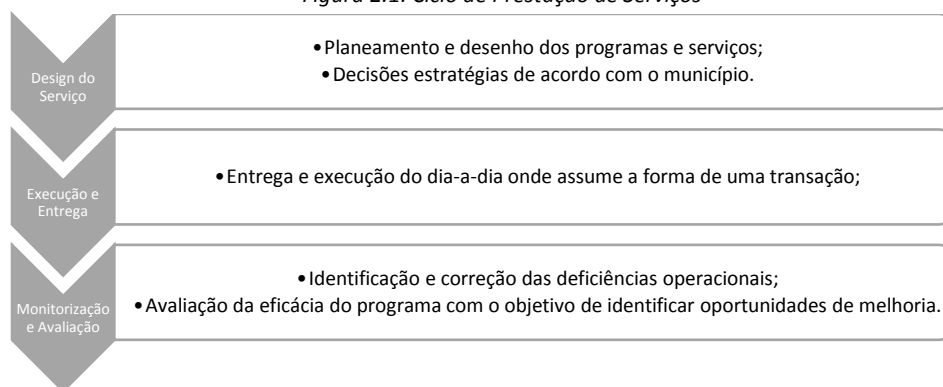 Figura 2.1. Ciclo de Prestação de Serviços
Design do
Serviço
•Planeamento e desenho dos programas e serviços;
•Decisões estratégias de acordo com o município.
Execução e
Entrega
•Entrega e execução do dia-a-dia onde assume a forma de uma transação;
Monitorização
e Avaliação
•Identificação e correção das deficiências operacionais;
•Avaliação da eficácia do programa com o objetivo de identificar oportunidades de melhoria.